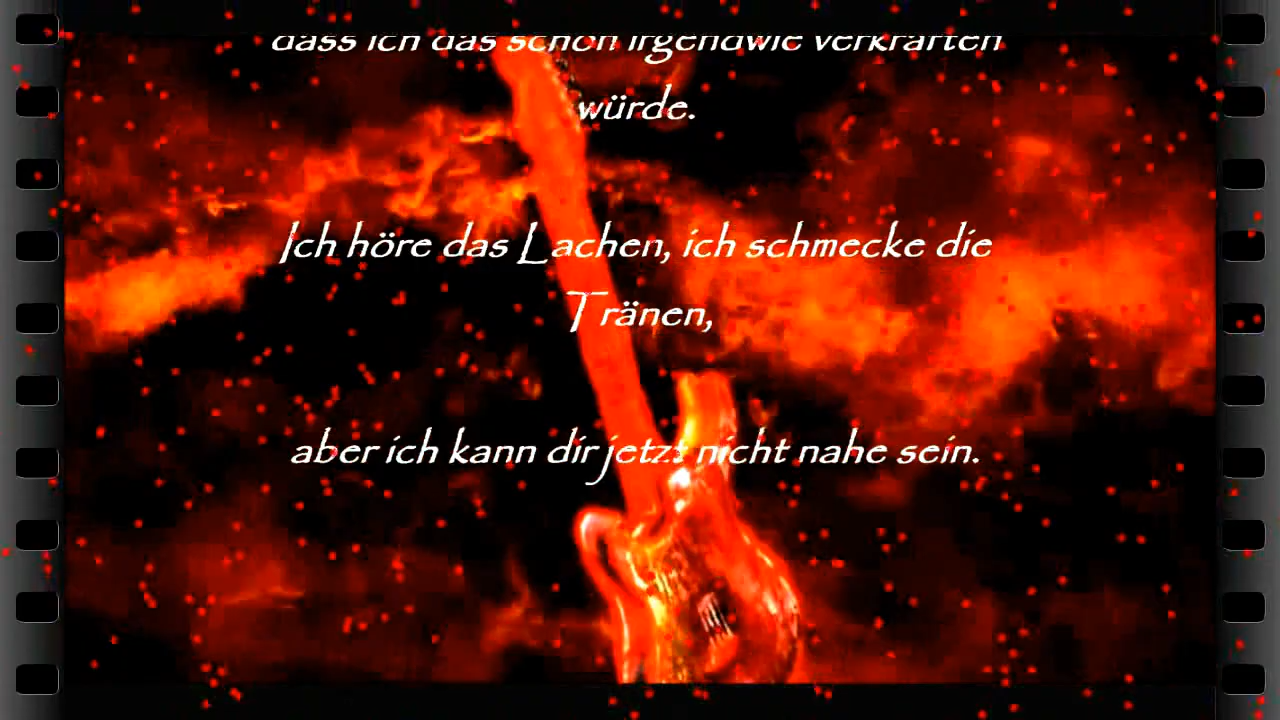 dass ich das schon irgendwie verkraften
würde.
Ich höre das Lachen, ich schmecke die
Tränen,
aber ich kann dir jetzt nicht nahe sein.